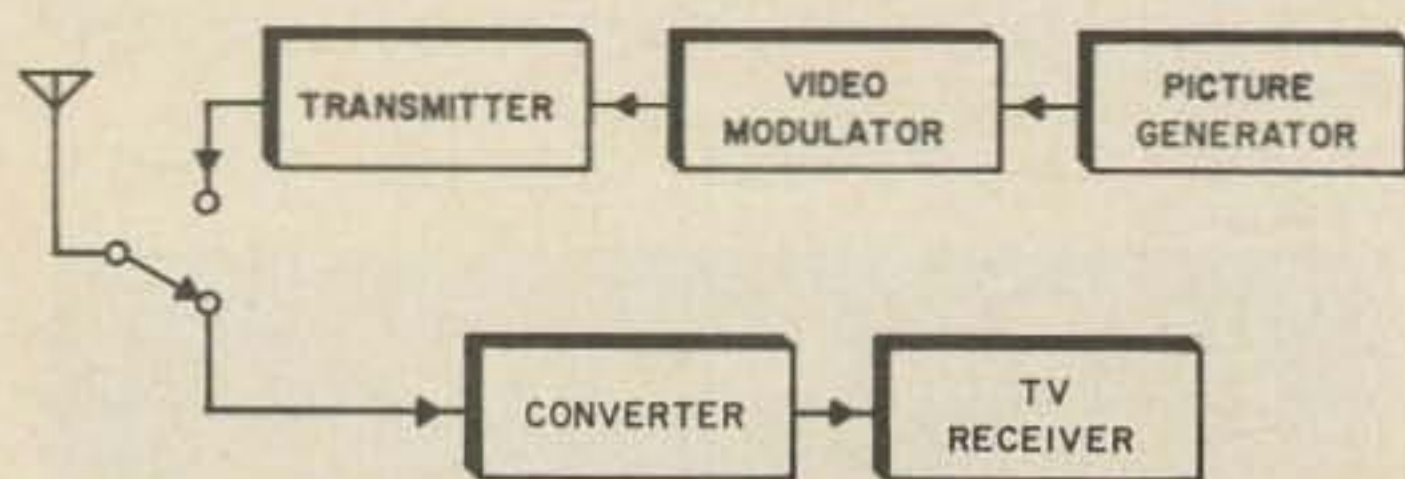 TRANSMITTER
VIDEO
MODULATOR
PICTURE
GENERATOR
CONVERTER
TV
RECEIVER